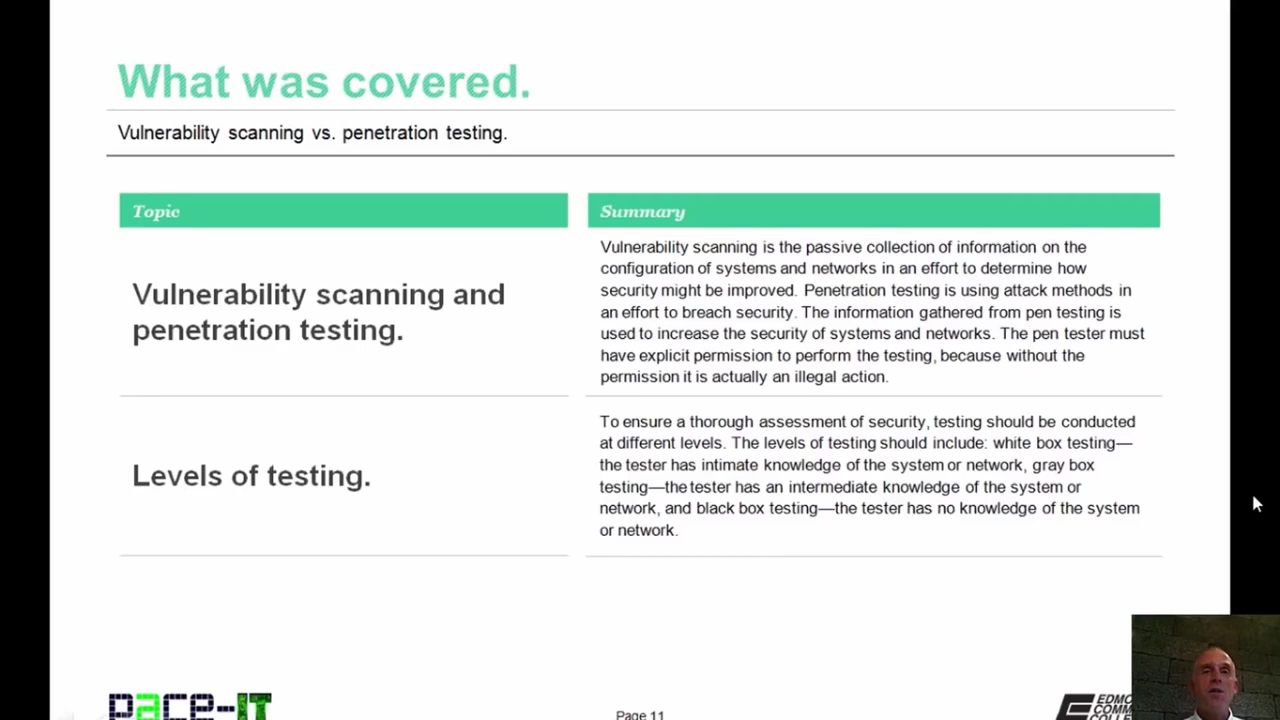 What was covered.
Vulnerability scanning vs. penetration testing.
Topic
Summary
Vulnerability scanning and
penetration testing.
Vulnerability scanning is the passive collection of information on the
configuration of systems and networks in an effort to determine how
security might be improved. Penetration testing is using attack methods in
an effort to breach security. The information gathered from pen testing is
used to increase the security of systems and networks. The pen tester must
have explicit permission to perform the testing, because without the
permission it is actually an illegal action.
Levels of testing.
To ensure a thorough assessment of security, testing should be conducted
at different levels. The levels of testing should include: white box testing—
the tester has intimate knowledge of the system or network, gray box
testing—the tester has an intermediate knowledge of the system or
network, and black box testing—the tester has no knowledge of the system
or network.
pace-IT
Page 11